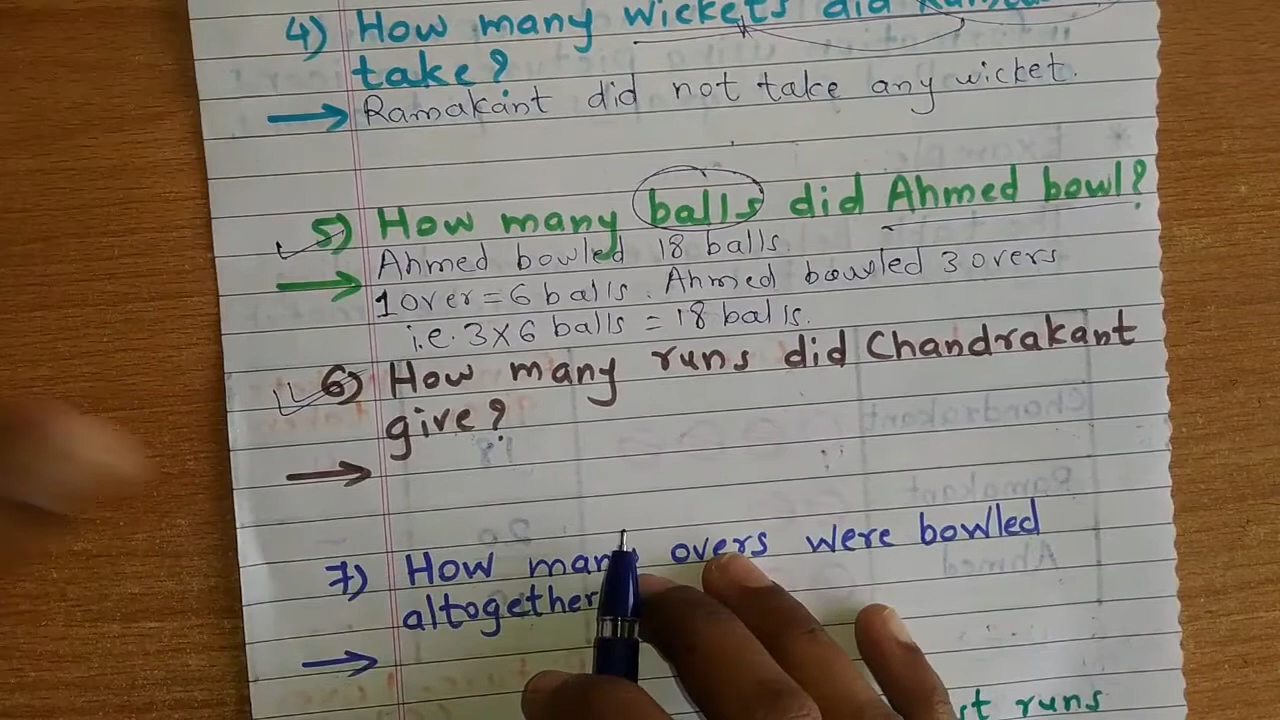 4) How many wickets did
take?
Ramakant did not take any wicket.
5) How many balls did Ahmed bowl?
Ahmed bowled 18 balls.
1 over = 6 balls. Ahmed bowled 3 overs
i.e. 3 X 6 balls = 18 balls.
6) How many runs did Chandrakant
give?
7) How many overs were bowled
altogether
runs